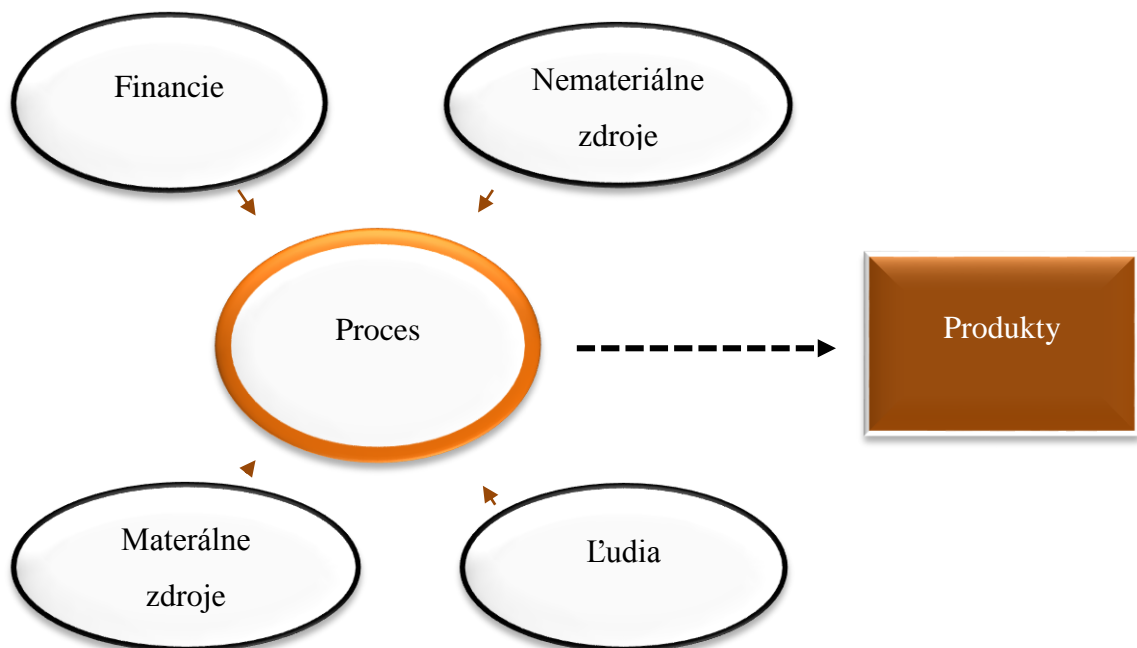 Financie
Nemateriálne
zdroje
Proces
Produkty
Materálne
zdroje
Ľudia